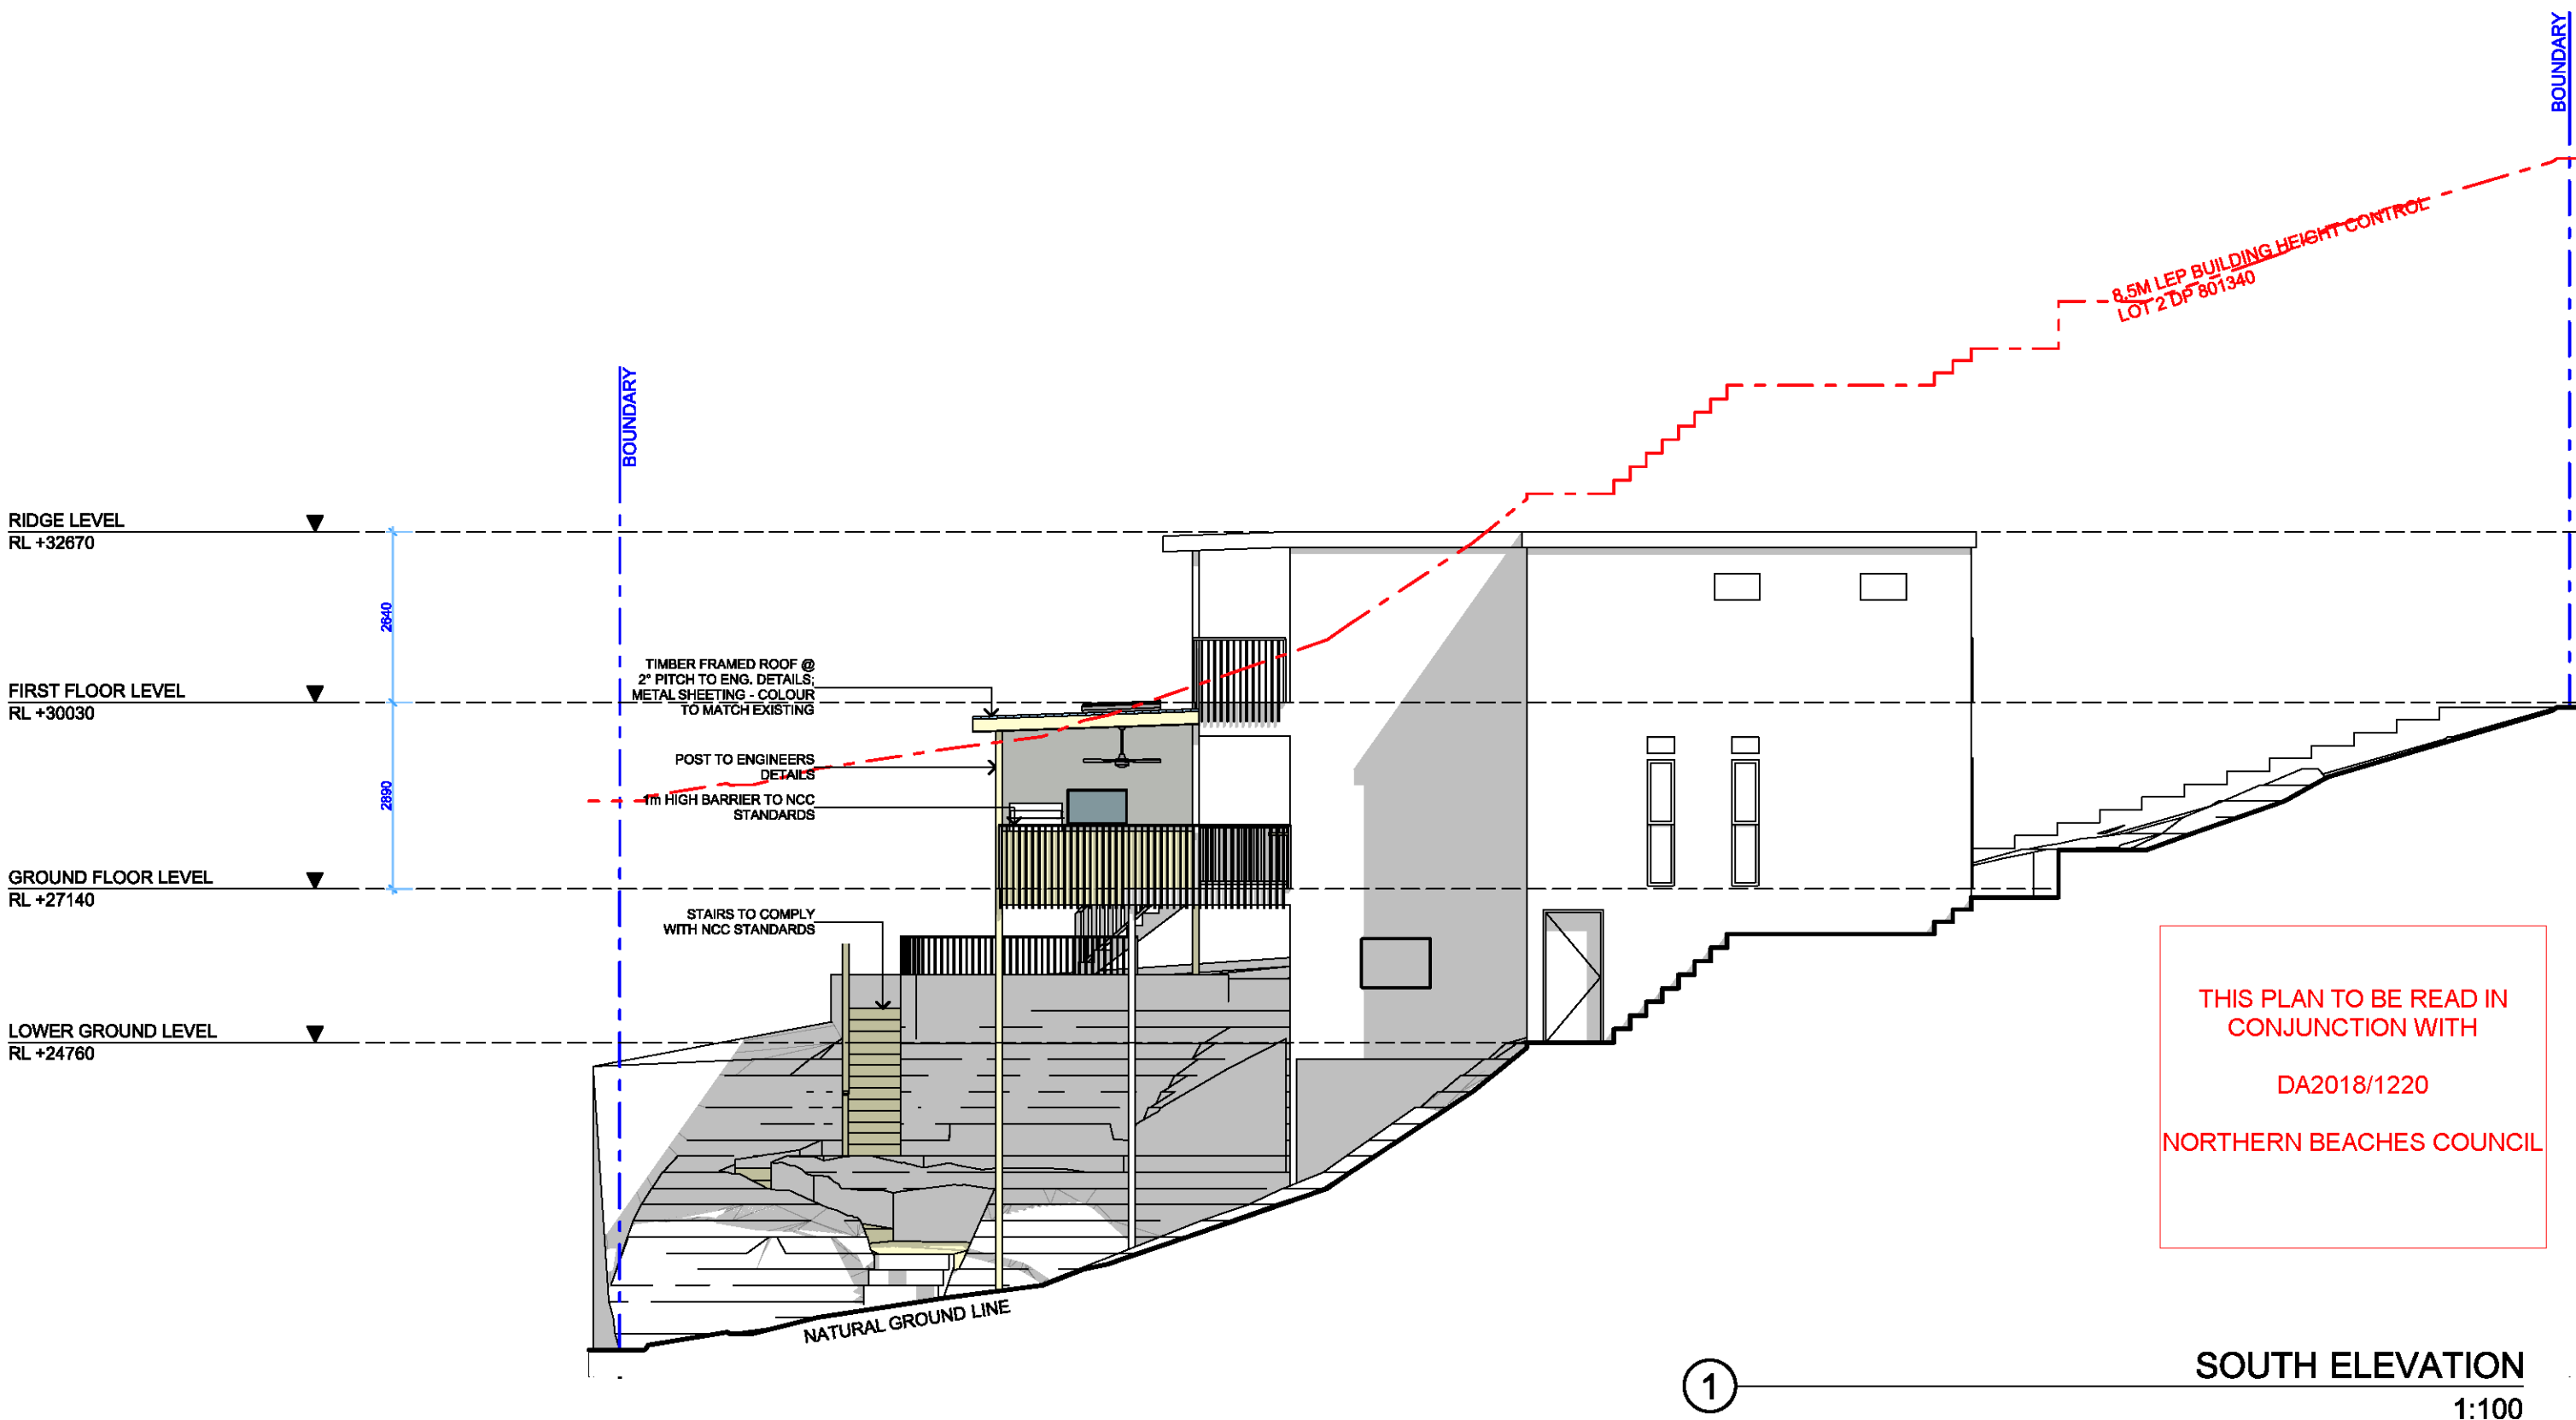 BOUNDARY
8.5M LEP BUILDING HEIGHT CONTROL
LOT 2 DP 801340
BOUNDARY
RIDGE LEVEL
RL +32670
2640
TIMBER FRAMED ROOF @
2° PITCH TO ENG. DETAILS;
METAL SHEETING - COLOUR
TO MATCH EXISTING
FIRST FLOOR LEVEL
RL +30030
POST TO ENGINEERS
DETAILS
2890
1m HIGH BARRIER TO NCC
STANDARDS
GROUND FLOOR LEVEL
RL +27140
STAIRS TO COMPLY
WITH NCC STANDARDS
LOWER GROUND LEVEL
RL +24760
THIS PLAN TO BE READ IN
CONJUNCTION WITH
DA2018/1220
NORTHERN BEACHES COUNCIL
NATURAL GROUND LINE
1
SOUTH ELEVATION
1:100